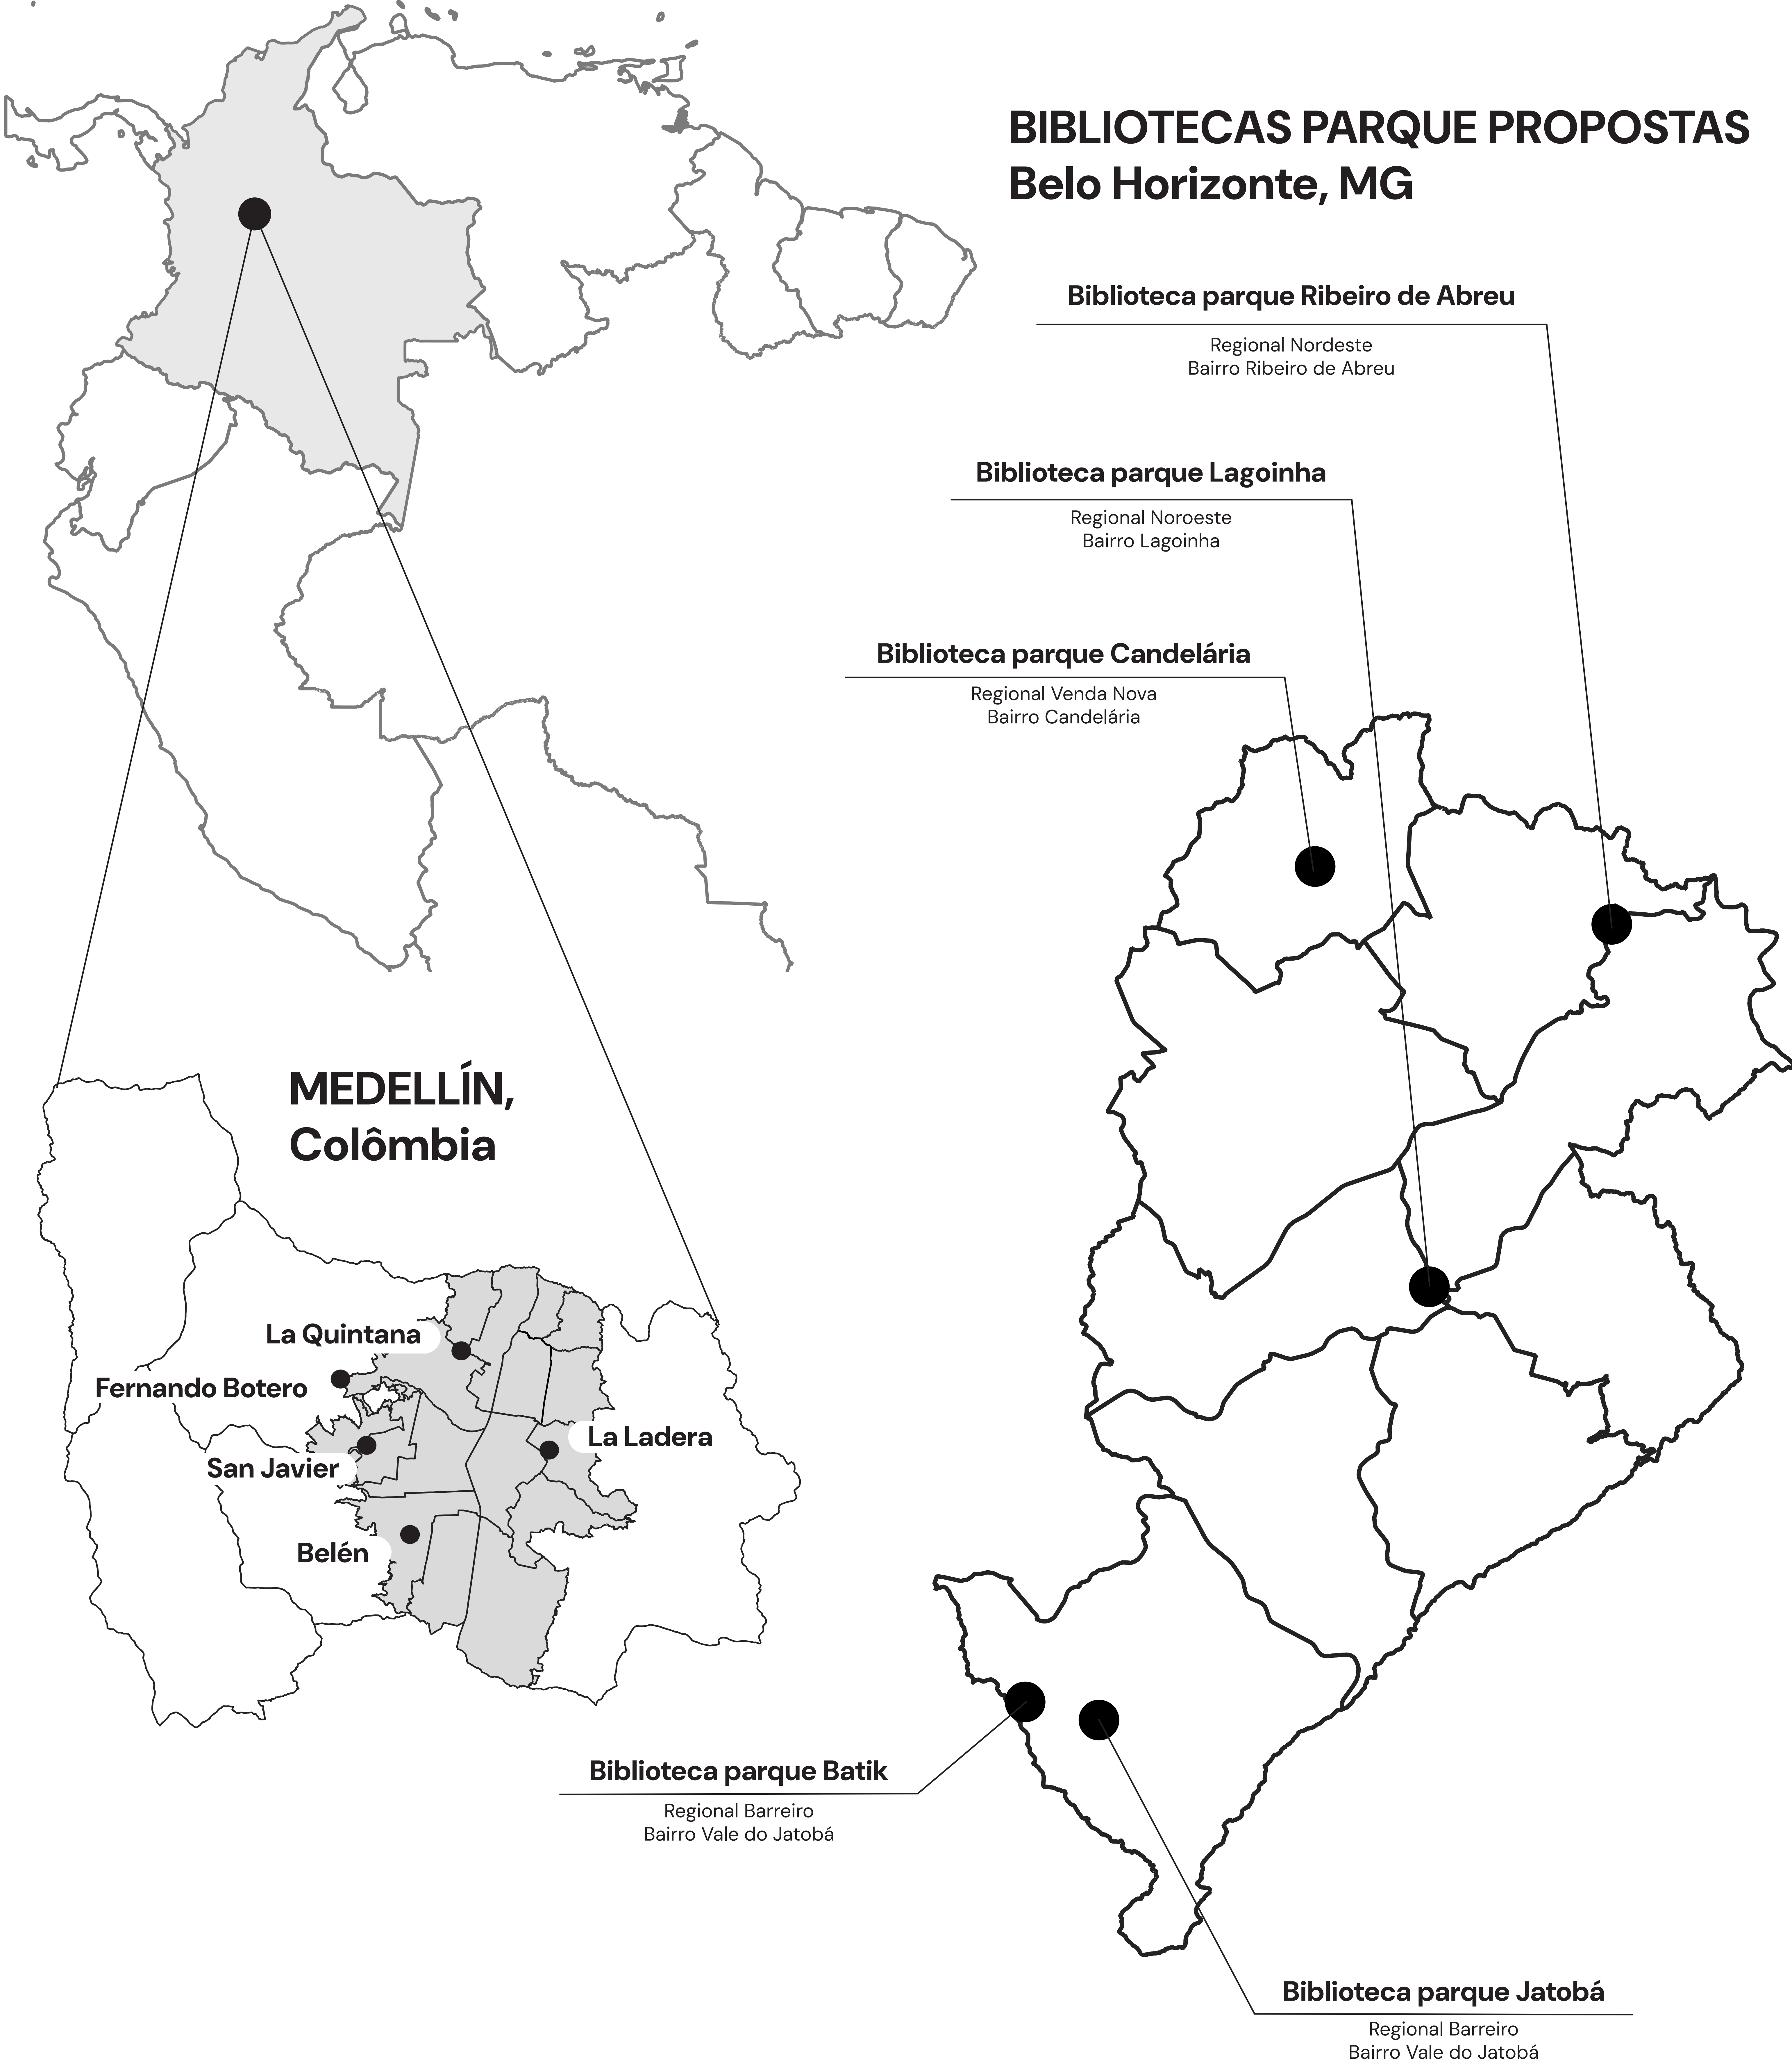 BIBLIOTECAS PARQUE PROPOSTAS
Belo Horizonte, MG
Biblioteca parque Ribeiro de Abreu
Regional Nordeste
Bairro Ribeiro de Abreu
Biblioteca parque Lagoinha
Regional Noroeste
Bairro Lagoinha
Biblioteca parque Candelária
Regional Venda Nova
Bairro Candelária
MEDELLÍN,
Colômbia
La Quintana
Fernando Botero
La Ladera
San Javier
Belén
Biblioteca parque Batik
Regional Barreiro
Bairro Vale do Jatobá
Biblioteca parque Jatobá
Regional Barreiro
Bairro Vale do Jatobá